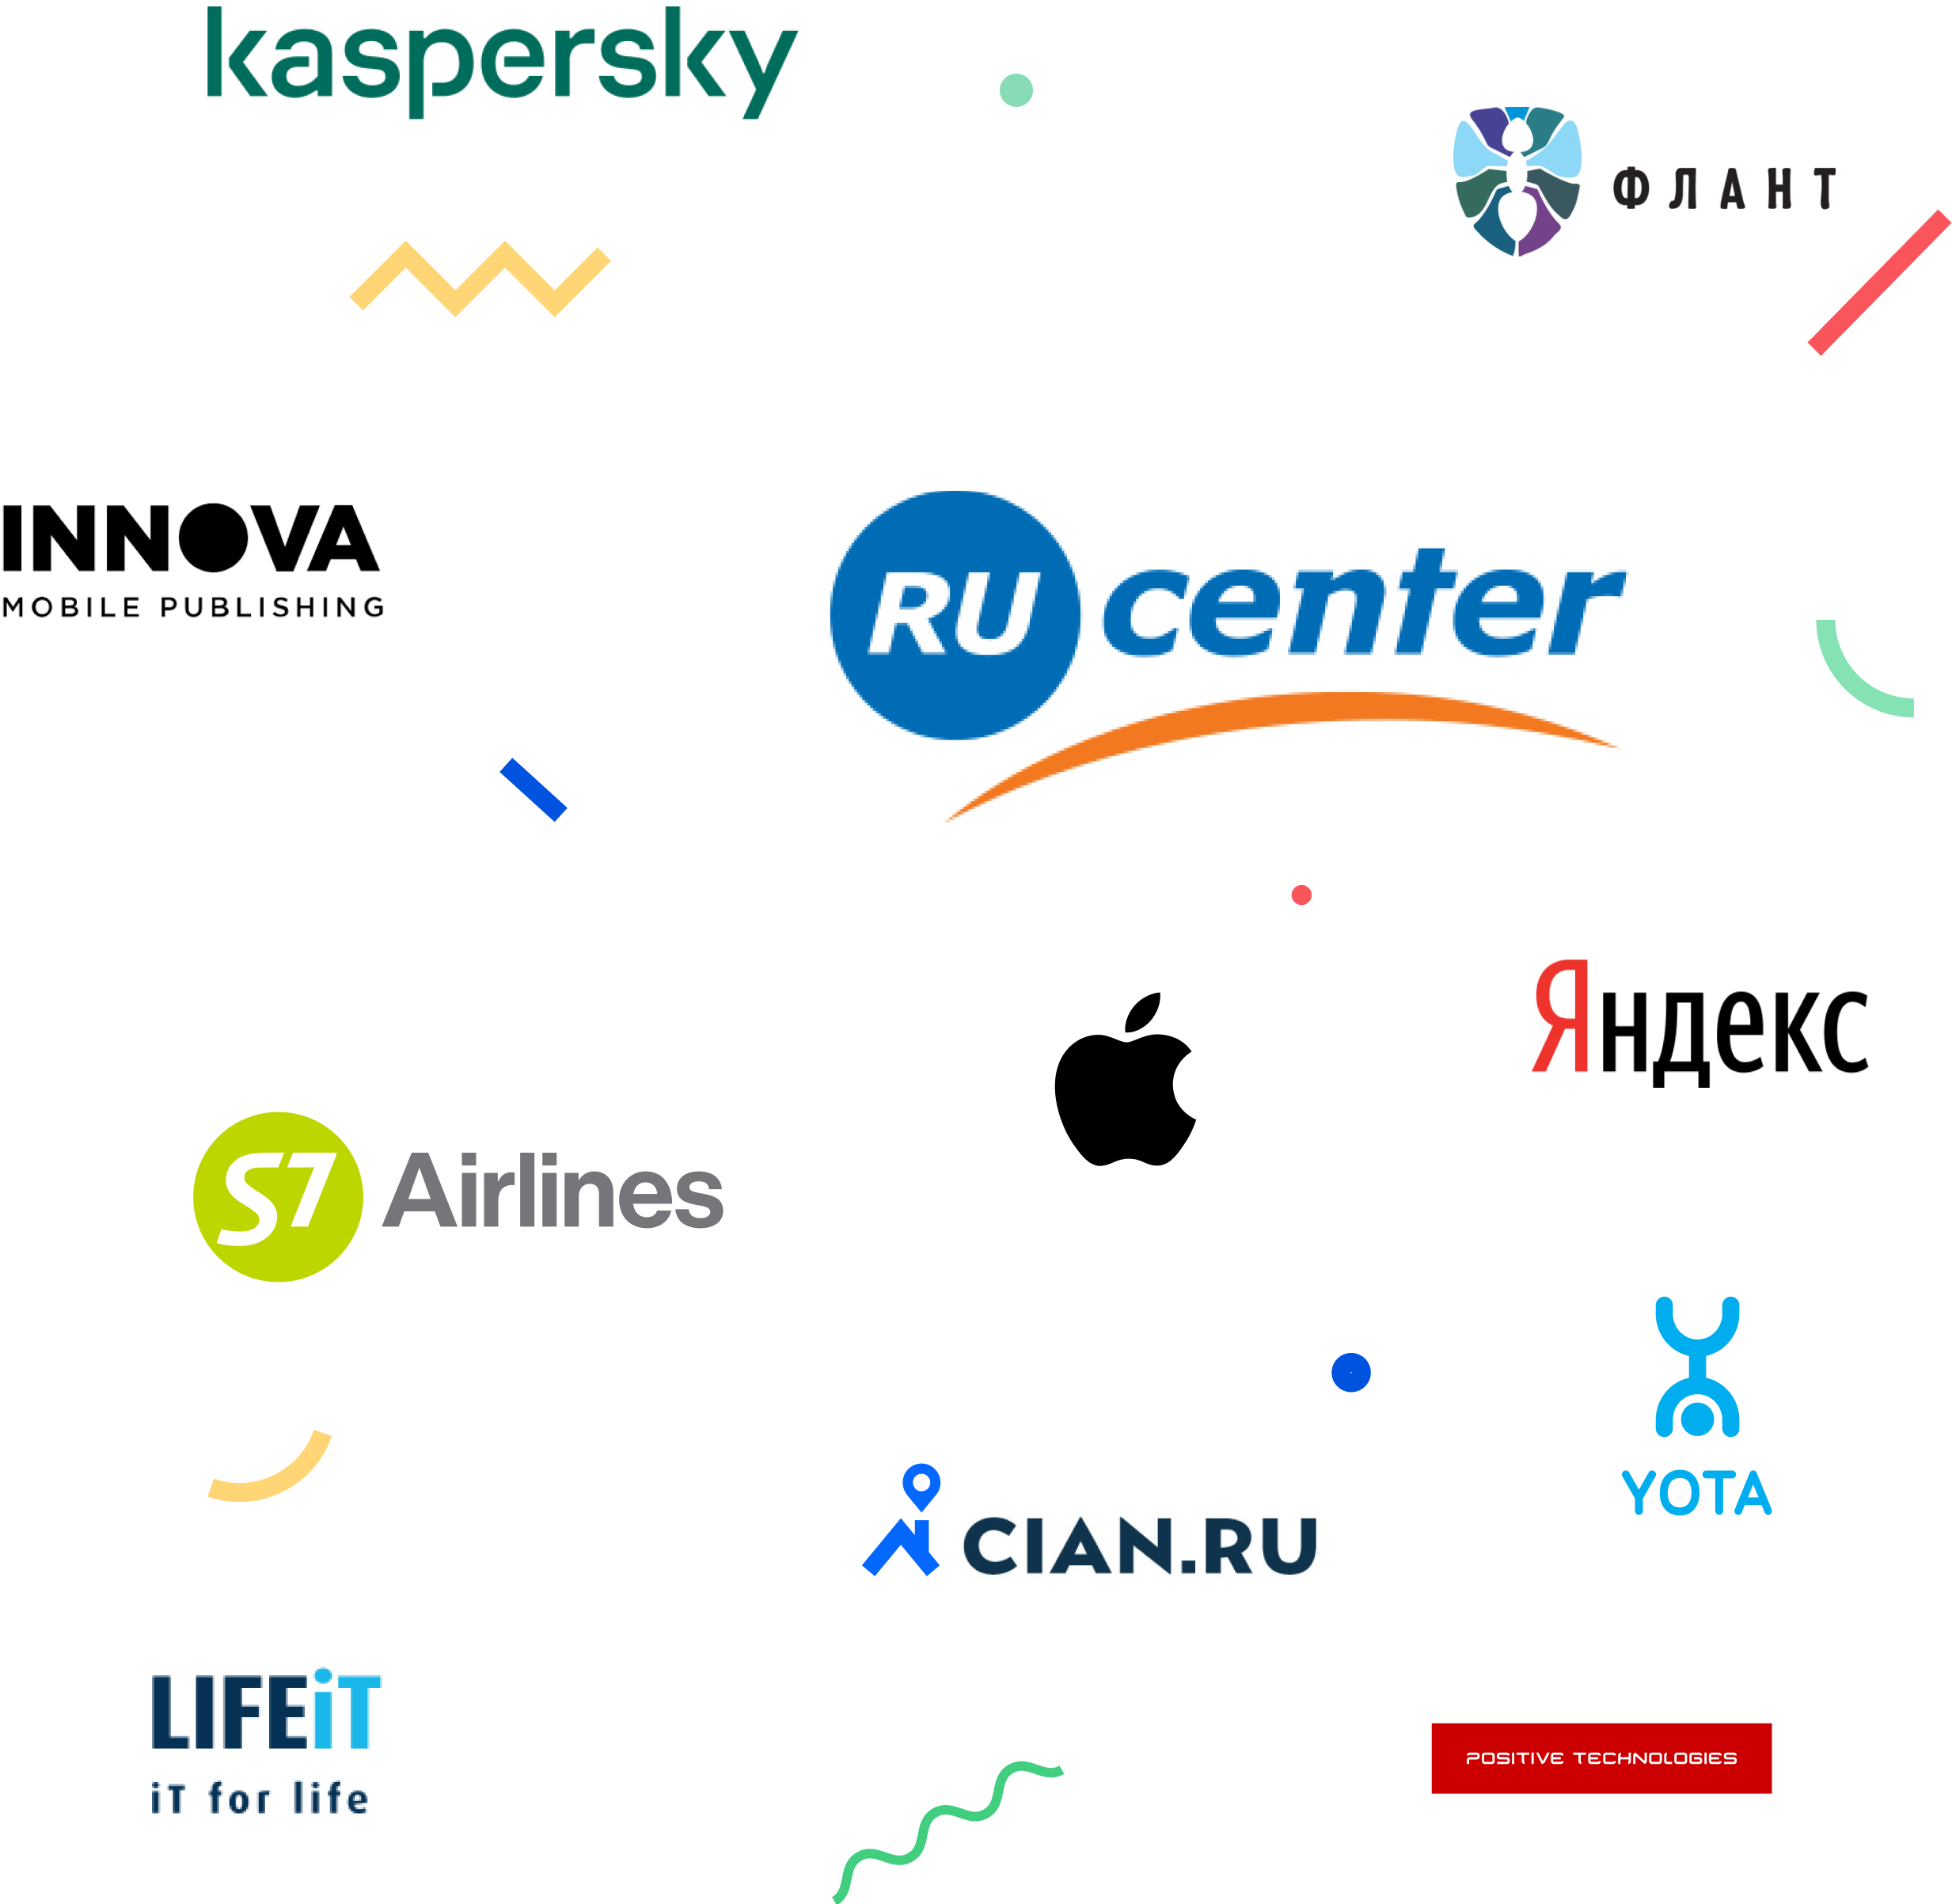 kaspersky
ФЛАНТ
INNOVA
MOBILE PUBLISHING
RU center
Яндекс
S7 Airlines
YOTA
CIAN.RU
LIFEiT
iT for life
POSITIVE TECHNOLOGIES